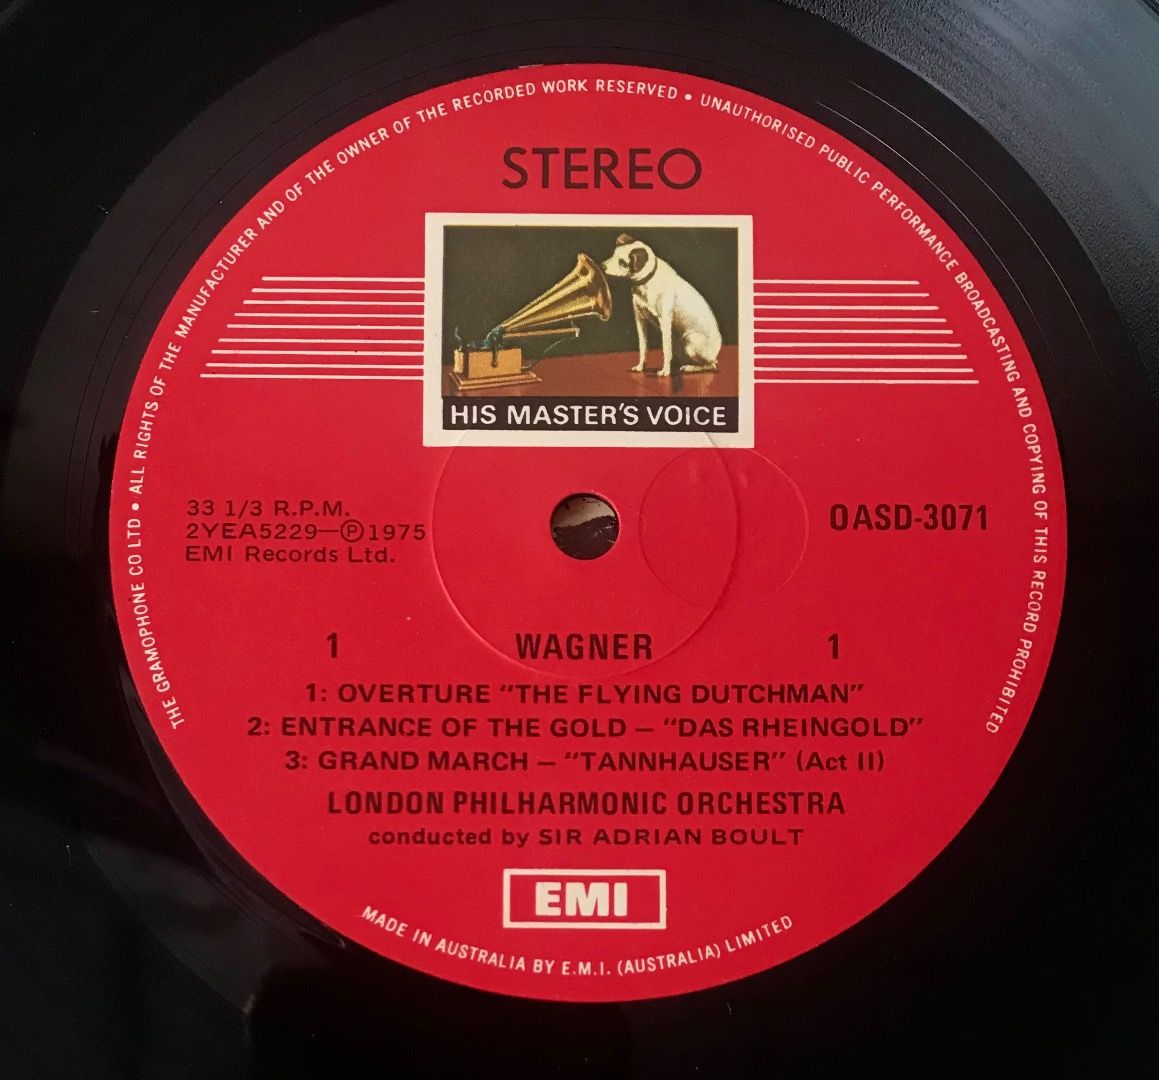 THE GRAMOPHONE CO LTD • ALL RIGHTS OF THE MANUFACTURER AND OF THE OWNER OF THE RECORDED WORK RESERVED • UNAUTHORISED PUBLIC PERFORMANCE BROADCASTING AND COPYING OF THIS RECORD PROHIBITED
STEREO
HIS MASTER'S VOICE
33 1/3 R.P.M.
2YEA5229—Ⓟ1975
EMI Records Ltd.
OASD-3071
1 WAGNER 1
1: OVERTURE "THE FLYING DUTCHMAN"
2: ENTRANCE OF THE GOLD — "DAS RHEINGOLD"
3: GRAND MARCH — "TANNHAUSER" (Act II)
LONDON PHILHARMONIC ORCHESTRA
conducted by SIR ADRIAN BOULT
EMI
MADE IN AUSTRALIA BY E.M.I. (AUSTRALIA) LIMITED